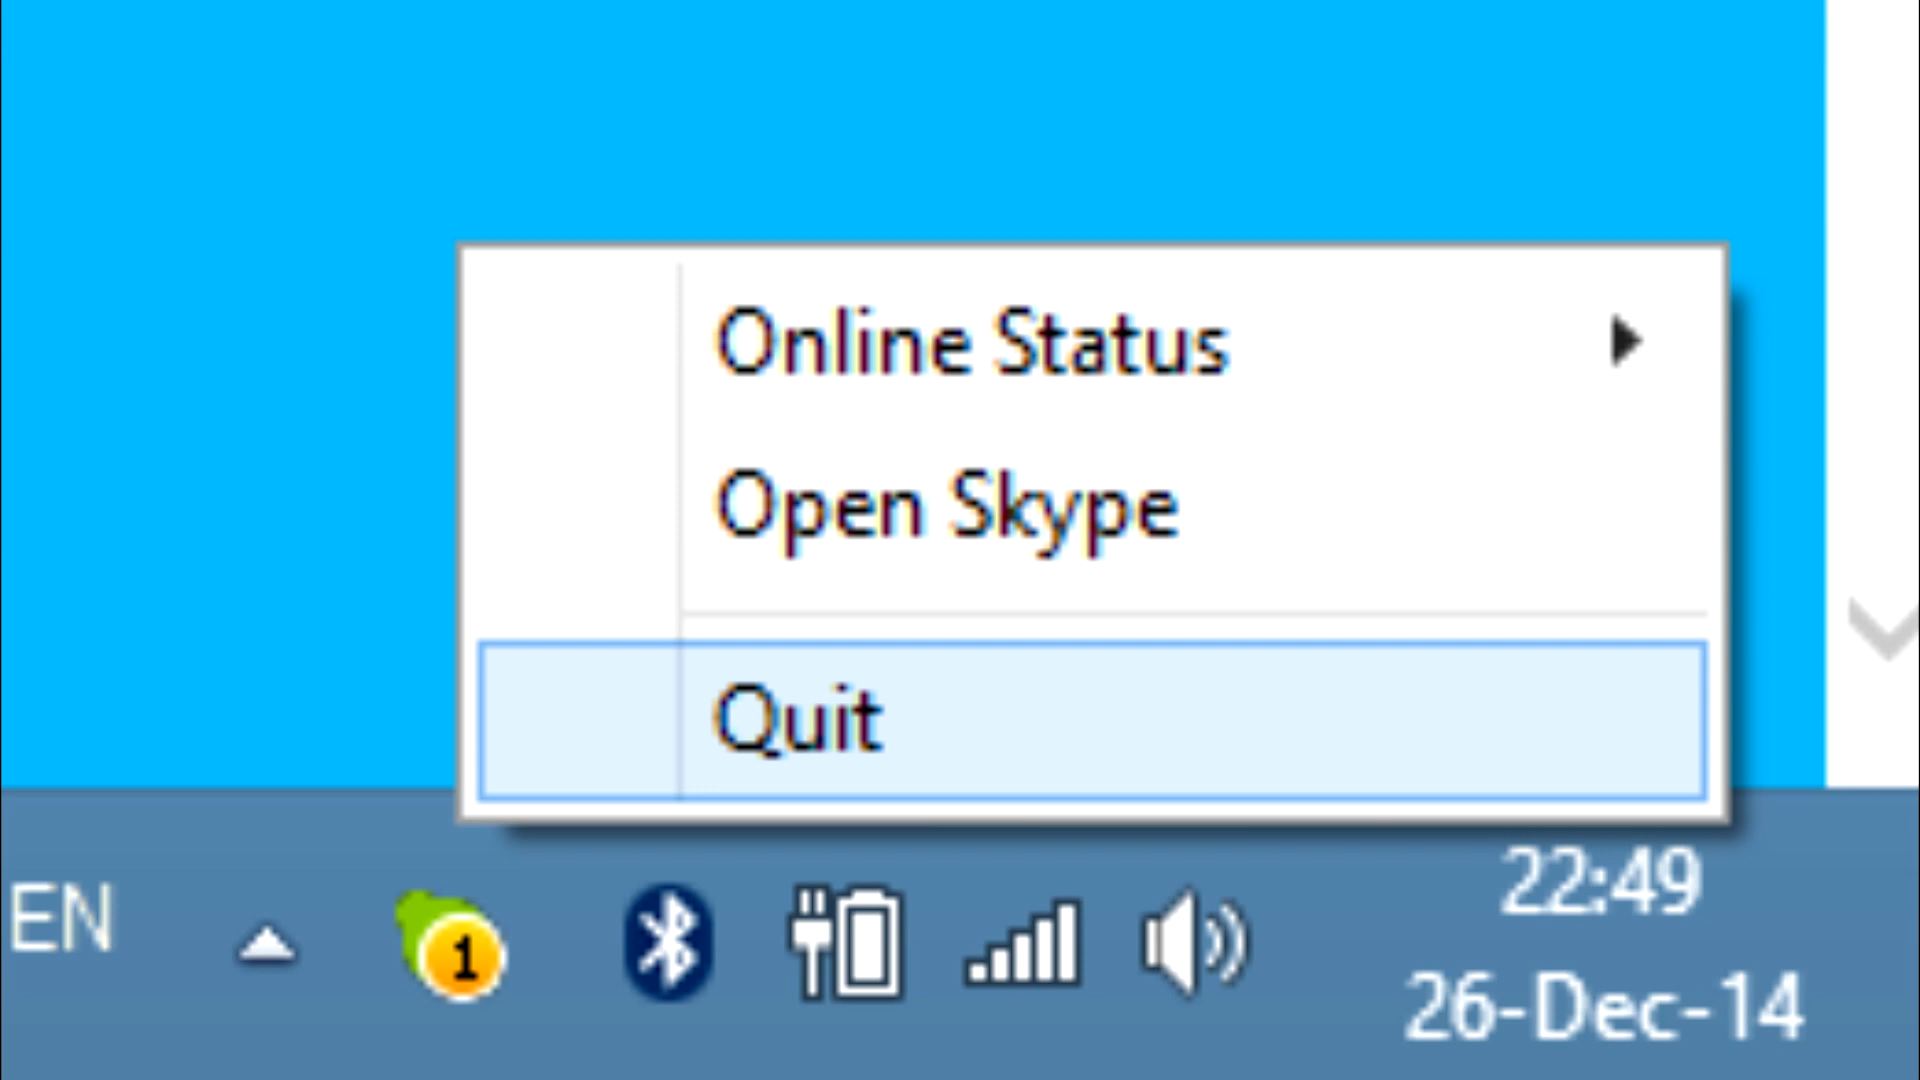 Online Status
Open Skype
Quit
EN
1
22:49
26-Dec-14